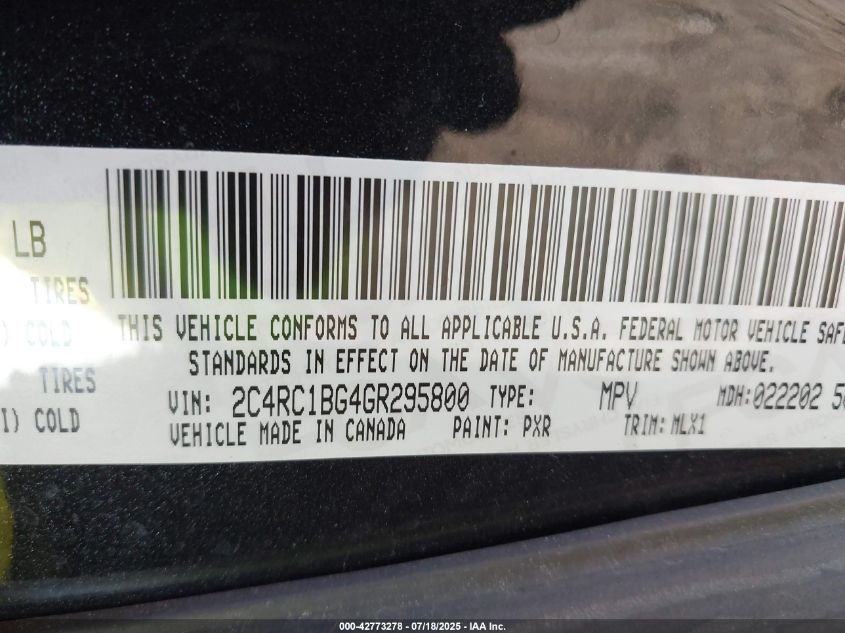 LB
TIRES
) COLD
TIRES
I) COLD
THIS VEHICLE CONFORMS TO ALL APPLICABLE U.S.A. FEDERAL MOTOR VEHICLE SAFE
STANDARDS IN EFFECT ON THE DATE OF MANUFACTURE SHOWN ABOVE.
VIN: 2C4RC1BG4GR295800 TYPE: MPV MDH:022202 50
VEHICLE MADE IN CANADA PAINT: PXR TRIM: MLX1
000-42773278 - 07/18/2025 - IAA Inc.